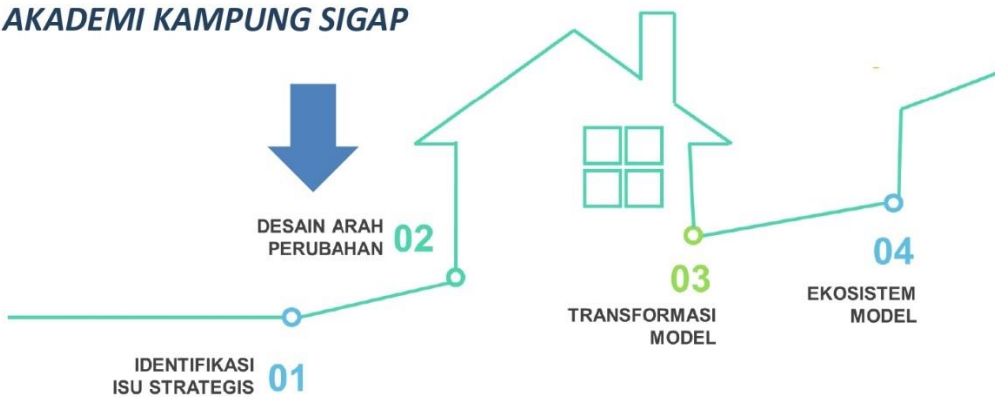 AKADEMI KAMPUNG SIGAP
DESAIN ARAH
PERUBAHAN
02
IDENTIFIKASI
ISU STRATEGIS
01
03
TRANSFORMASI
MODEL
04
EKOSISTEM
MODEL